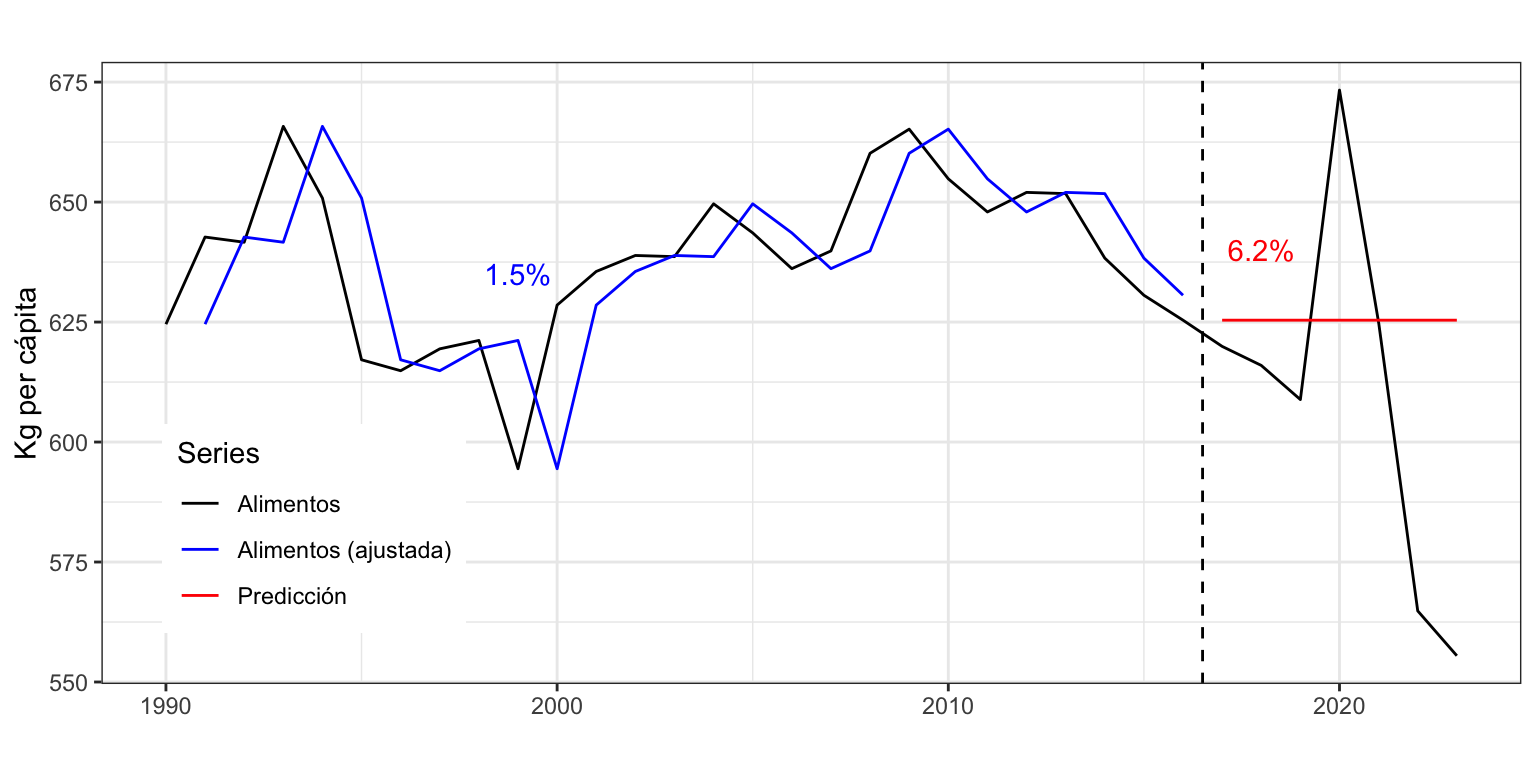 675
650
625
600
575
550
Kg per cápita
1.5%
6.2%
Series
Alimentos
Alimentos (ajustada)
Predicción
1990
2000
2010
2020